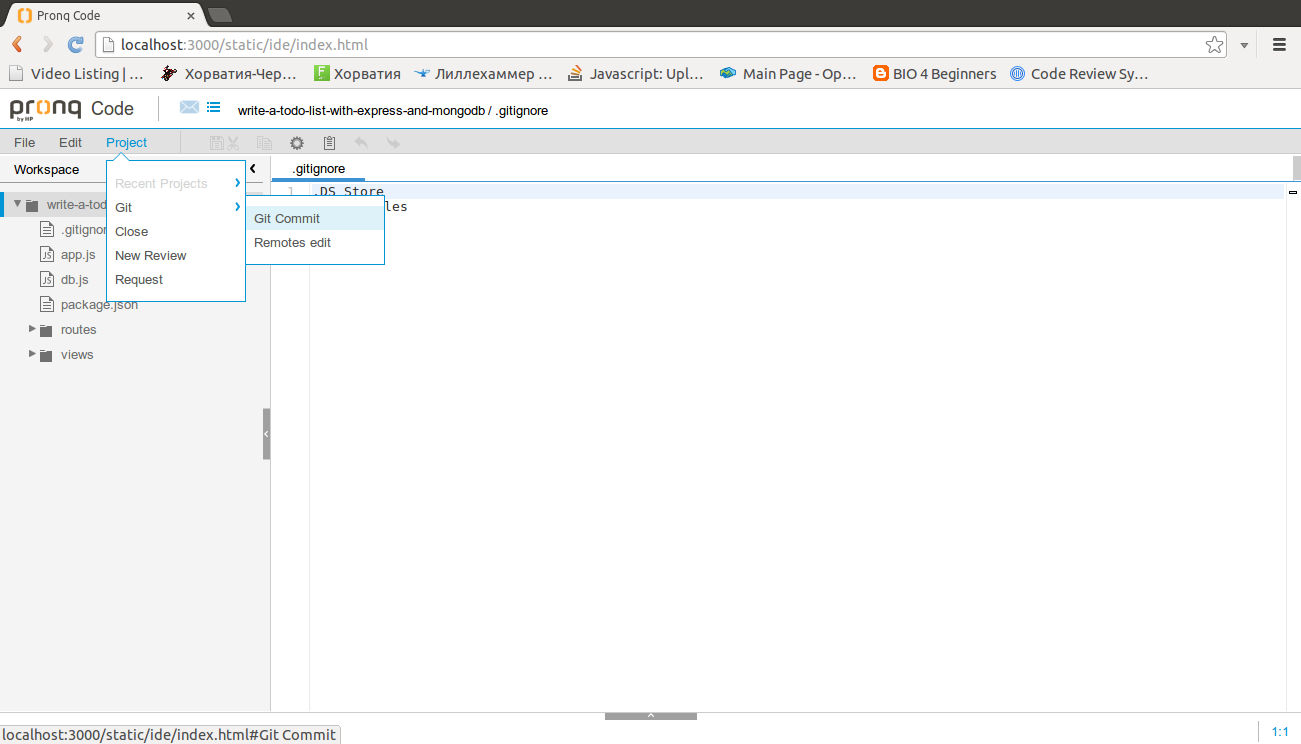 Pronq Code
localhost:3000/static/ide/index.html
Video Listing | ... Хорватия-Чер... Хорватия Лиллехаммер ... Javascript: Upl... Main Page - Op... BIO 4 Beginners Code Review Sy...
pronq Code write-a-todo-list-with-express-and-mongodb / .gitignore
by HP
File Edit Project
Workspace .gitignore
Recent Projects
Git
Close
New Review
Request
Git Commit
Remotes edit
1 .DS_Store
les
write-a-tod
.gitignor
app.js
db.js
package.json
routes
views
localhost:3000/static/ide/index.html#Git Commit
1:1